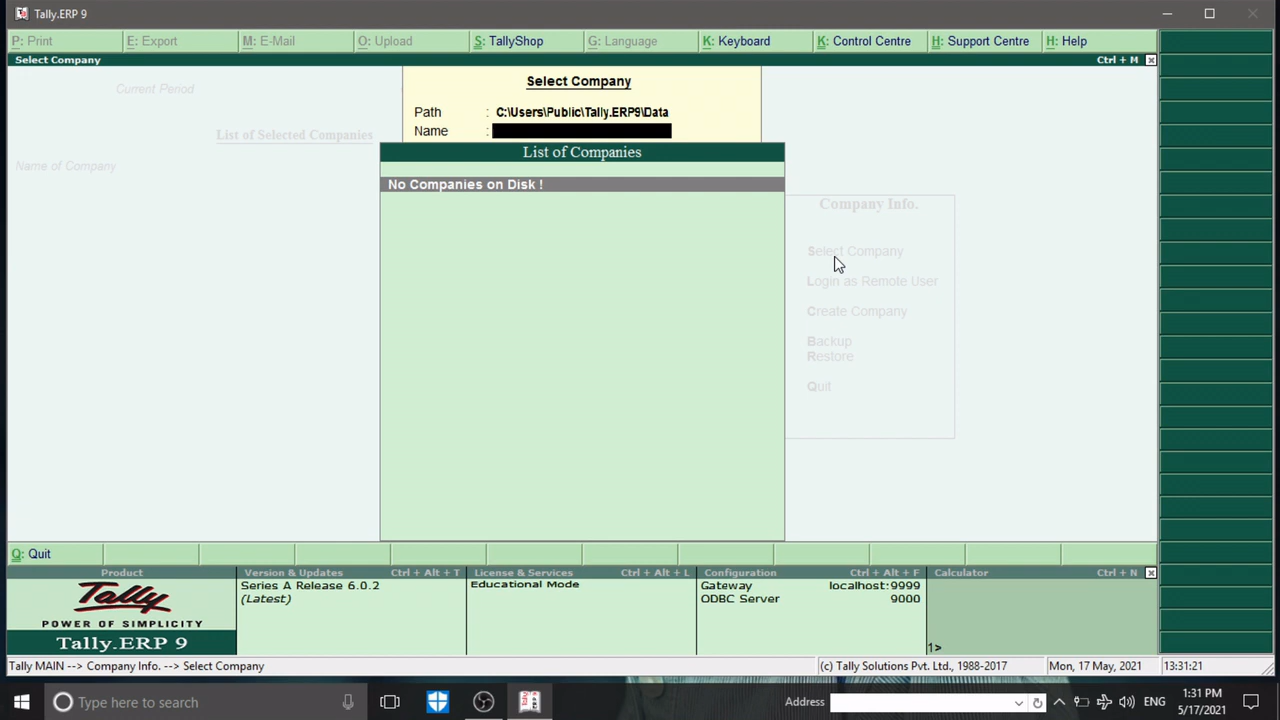 Tally.ERP 9
P: Print E: Export M: E-Mail O: Upload S: TallyShop G: Language K: Keyboard K: Control Centre H: Support Centre H: Help
Select Company Ctrl + M
Current Period
Select Company
Path : C:\Users\Public\Tally.ERP9\Data
Name :
List of Selected Companies
Name of Company
List of Companies
No Companies on Disk !
Company Info.
Select Company
Login as Remote User
Create Company
Backup
Restore
Quit
Q: Quit
Product
Tally
POWER OF SIMPLICITY
Tally.ERP 9
Version & Updates Ctrl + Alt + T
Series A Release 6.0.2
(Latest)
License & Services Ctrl + Alt + L
Educational Mode
Configuration Ctrl + Alt + F
Gateway localhost:9999
ODBC Server 9000
Calculator Ctrl + N
1>
Tally MAIN --> Company Info. --> Select Company (c) Tally Solutions Pvt. Ltd., 1988-2017 Mon, 17 May, 2021 13:31:21
Type here to search Address ENG 1:31 PM
5/17/2021